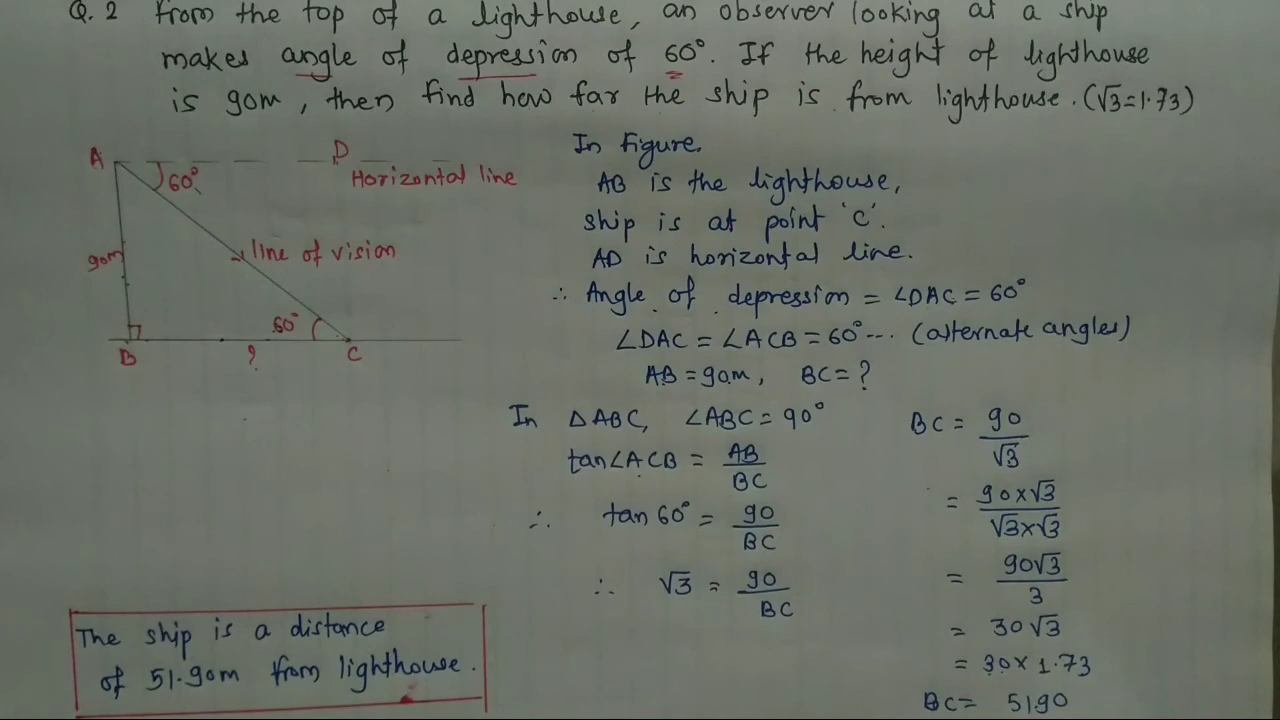 Q. 2 From the top of a lighthouse, an observer looking at a ship
makes angle of depression of 60°. If the height of lighthouse
is 90m, then find how far the ship is from lighthouse. (√3=1.73)
A
D
60°
Horizontal line
90m
line of vision
60°
B
?
C
In figure,
AB is the lighthouse,
ship is at point 'C'.
AD is horizontal line.
∴ Angle of depression = ∠DAC = 60°
∠DAC = ∠ACB = 60° --- (alternate angles)
AB = 90m, BC = ?
In △ABC, ∠ABC = 90°
tan∠ACB = AB/BC
∴ tan 60° = 90/BC
∴ √3 = 90/BC
BC = 90/√3
= 90×√3/√3×√3
= 90√3/3
= 30√3
= 30×1.73
BC = 5190
The ship is a distance
of 51.90m from lighthouse.